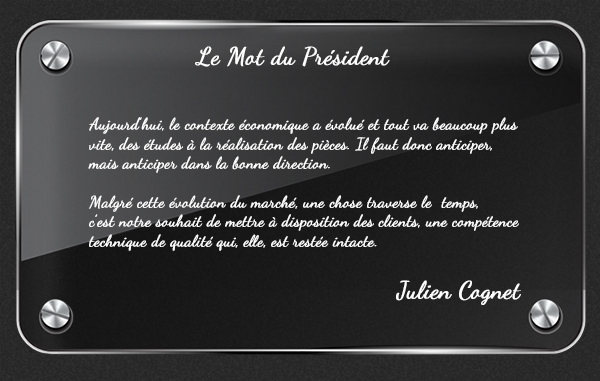 Le Mot du Président
Aujourd'hui, le contexte économique a évolué et tout va beaucoup plus
vite, des études à la réalisation des pièces. Il faut donc anticiper,
mais anticiper dans la bonne direction.
Malgré cette évolution du marché, une chose traverse le temps,
c'est notre souhait de mettre à disposition des clients, une compétence
technique de qualité qui, elle, est restée intacte.
Julien Cognet